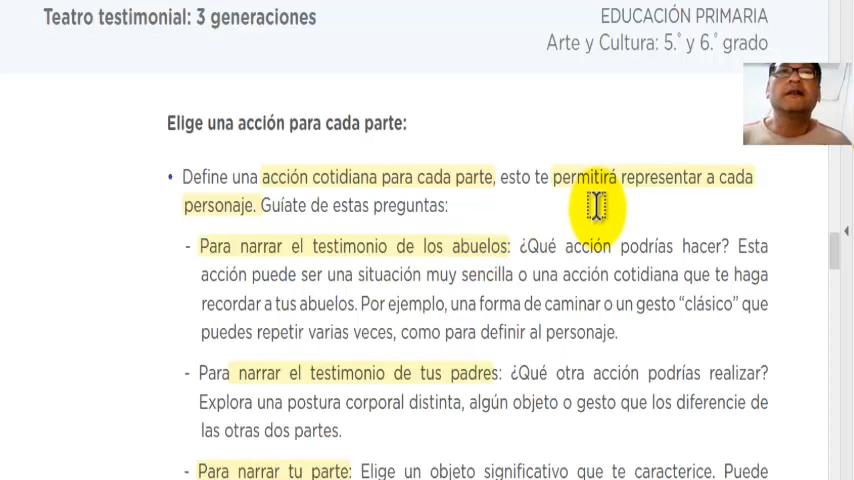 Teatro testimonial: 3 generaciones
EDUCACIÓN PRIMARIA
Arte y Cultura: 5.° y 6.° grado
Elige una acción para cada parte:
• Define una acción cotidiana para cada parte, esto te permitirá representar a cada
personaje. Guíate de estas preguntas:
- Para narrar el testimonio de los abuelos: ¿Qué acción podrías hacer? Esta
acción puede ser una situación muy sencilla o una acción cotidiana que te haga
recordar a tus abuelos. Por ejemplo, una forma de caminar o un gesto “clásico” que
puedes repetir varias veces, como para definir al personaje.
- Para narrar el testimonio de tus padres: ¿Qué otra acción podrías realizar?
Explora una postura corporal distinta, algún objeto o gesto que los diferencie de
las otras dos partes.
- Para narrar tu parte: Elige un objeto significativo que te caracterice. Puede